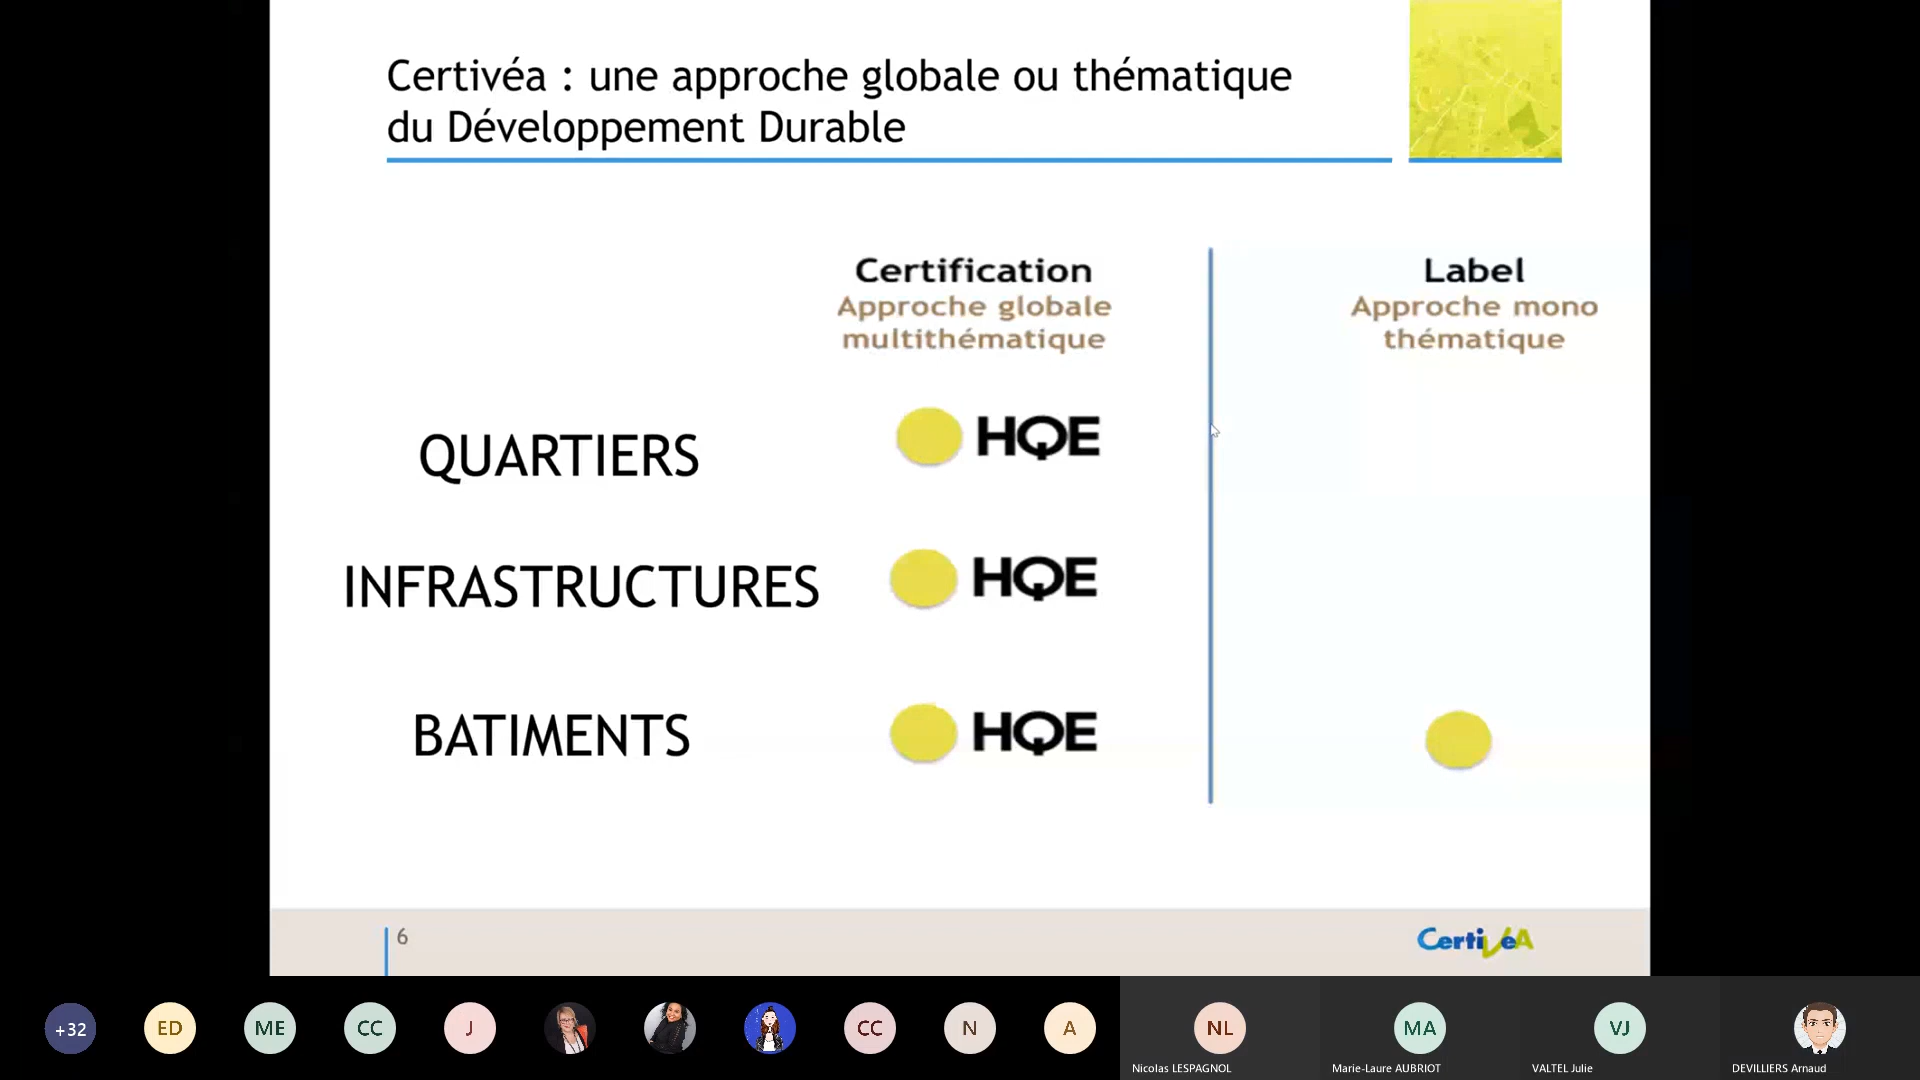 Certivéa : une approche globale ou thématique
du Développement Durable
Certification
Approche globale
multithématique
Label
Approche mono
thématique
QUARTIERS
HQE
INFRASTRUCTURES
HQE
BATIMENTS
HQE
6
CertiVéA
+32
ED
ME
CC
J
CC
N
A
NL
MA
VJ
Nicolas LESPAGNOL
Marie-Laure AUBRIOT
VALTEL Julie
DEVILLIERS Arnaud